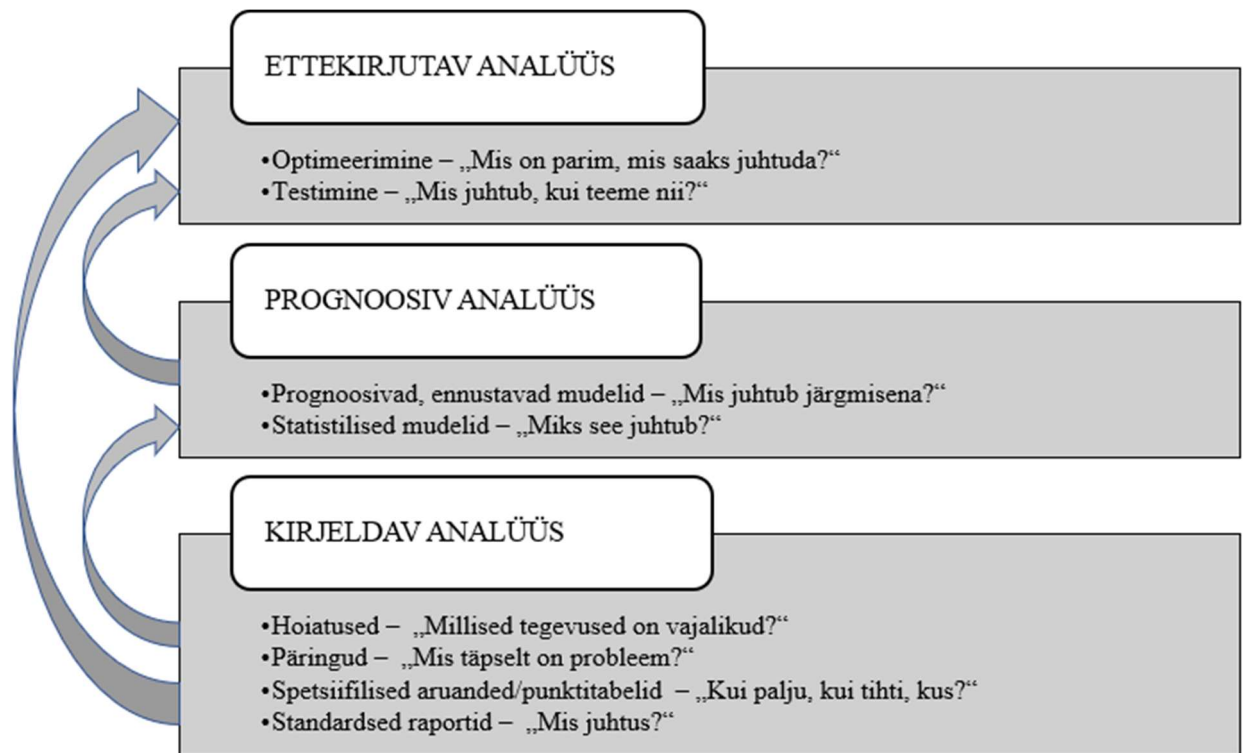 ETTEKIRJUTAV ANALÜÜS
•Optimeerimine – „Mis on parim, mis saaks juhtuda?“
•Testimine – „Mis juhtub, kui teeme nii?“
PROGNOOSIV ANALÜÜS
•Prognoosivad, ennustavad mudelid – „Mis juhtub järgmisena?“
•Statistilised mudelid – „Miks see juhtub?“
KIRJELDAV ANALÜÜS
•Hoiatused – „Millised tegevused on vajalikud?“
•Päringud – „Mis täpselt on probleem?“
•Spetsiifilised aruanded/punktitabelid – „Kui palju, kui tihti, kus?“
•Standardsed raportid – „Mis juhtus?“